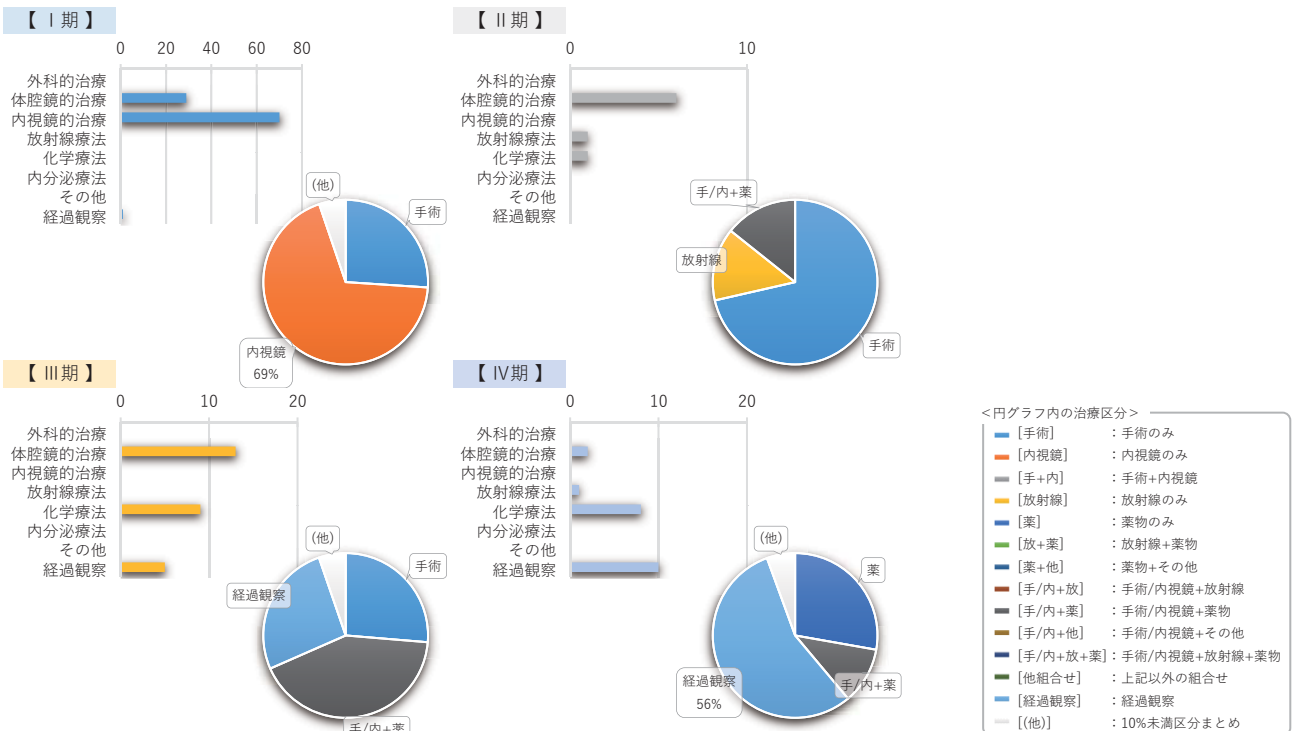 【 Ⅰ期 】
0 20 40 60 80
外科的治療
体腔鏡的治療
内視鏡的治療
放射線療法
化学療法
内分泌療法
その他
経過観察
(他)
手術
内視鏡
69%
【 Ⅱ期 】
0 10
外科的治療
体腔鏡的治療
内視鏡的治療
放射線療法
化学療法
内分泌療法
その他
経過観察
手/内+薬
放射線
手術
【 Ⅲ期 】
0 10 20
外科的治療
体腔鏡的治療
内視鏡的治療
放射線療法
化学療法
内分泌療法
その他
経過観察
(他)
手術
経過観察
手/内+薬
【 Ⅳ期 】
0 10 20
外科的治療
体腔鏡的治療
内視鏡的治療
放射線療法
化学療法
内分泌療法
その他
経過観察
(他)
薬
手/内+薬
経過観察
56%
＜円グラフ内の治療区分＞
[手術] ：手術のみ
[内視鏡] ：内視鏡のみ
[手+内] ：手術+内視鏡
[放射線] ：放射線のみ
[薬] ：薬物のみ
[放+薬] ：放射線+薬物
[薬+他] ：薬物+その他
[手/内+放] ：手術/内視鏡+放射線
[手/内+薬] ：手術/内視鏡+薬物
[手/内+他] ：手術/内視鏡+その他
[手/内+放+薬]：手術/内視鏡+放射線+薬物
[他組合せ] ：上記以外の組合せ
[経過観察] ：経過観察
[(他)] ：10%未満区分まとめ